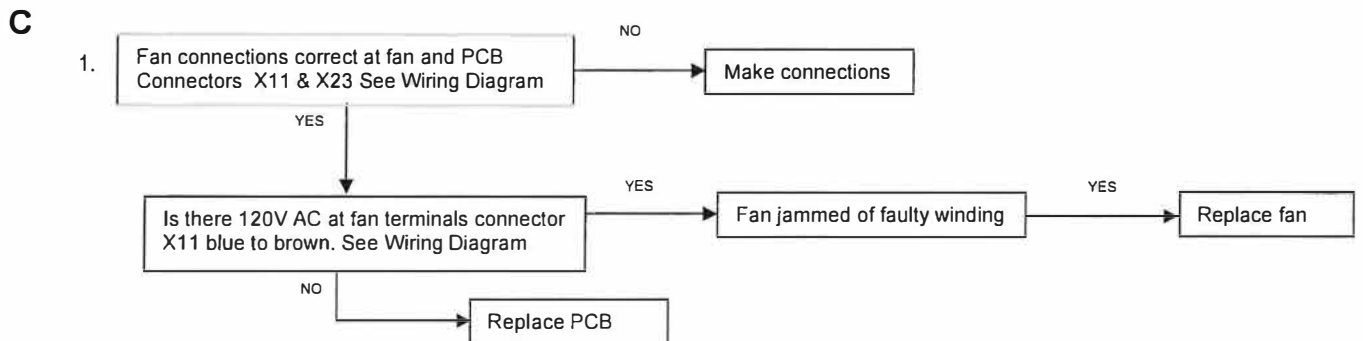 C
NO
1.
Fan connections correct at fan and PCB
Connectors X11 & X23 See Wiring Diagram
Make connections
YES
YES
YES
Is there 120V AC at fan terminals connector
X11 blue to brown. See Wiring Diagram
Fan jammed of faulty winding
Replace fan
NO
Replace PCB